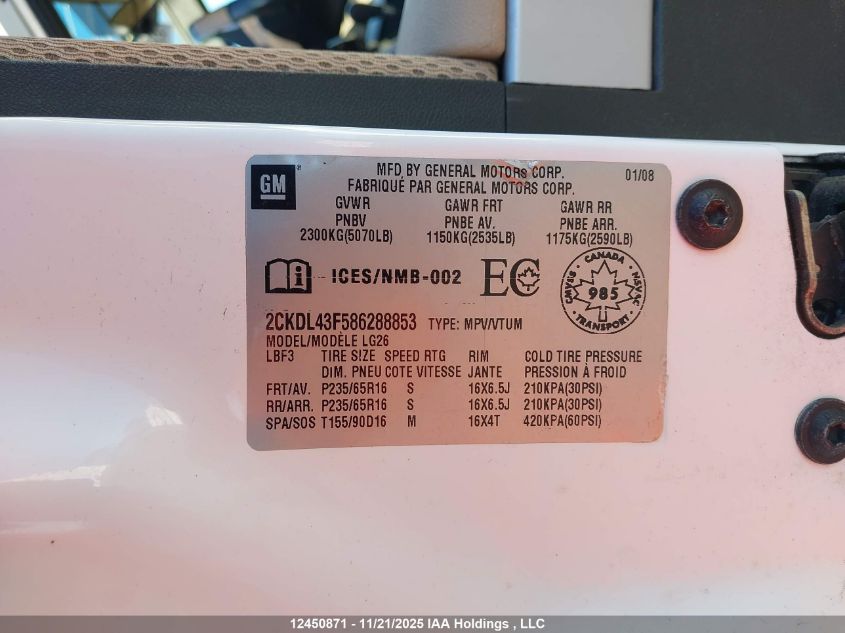 GM
MFD BY GENERAL MOTORS CORP. 01/08
FABRIQUÉ PAR GENERAL MOTORS CORP.
GVWR GAWR FRT GAWR RR
PNBV PNBE AV. PNBE ARR.
2300KG(5070LB) 1150KG(2535LB) 1175KG(2590LB)
i ICES/NMB-002 EC
CANADA
CMVSS NSVAC
985
TRANSPORT
2CKDL43F586288853 TYPE: MPV/VTUM
MODEL/MODÈLE LG26
LBF3 TIRE SIZE SPEED RTG RIM COLD TIRE PRESSURE
DIM. PNEU COTE VITESSE JANTE PRESSION À FROID
FRT/AV. P235/65R16 S 16X6.5J 210KPA(30PSI)
RR/ARR. P235/65R16 S 16X6.5J 210KPA(30PSI)
SPA/SOS T155/90D16 M 16X4T 420KPA(60PSI)
12450871 - 11/21/2025 IAA Holdings , LLC